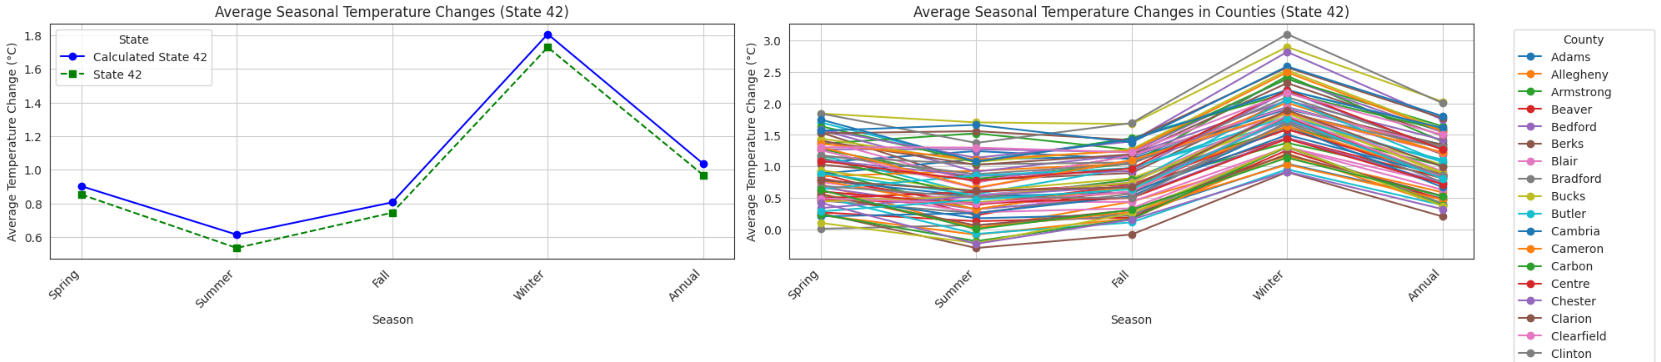 Average Seasonal Temperature Changes (State 42)
Average Temperature Change (°C)
1.8
1.6
1.4
1.2
1.0
0.8
0.6
State
Calculated State 42
State 42
Spring
Summer
Fall
Winter
Annual
Season
Average Seasonal Temperature Changes in Counties (State 42)
Average Temperature Change (°C)
3.0
2.5
2.0
1.5
1.0
0.5
0.0
Spring
Summer
Fall
Winter
Annual
Season
County
Adams
Allegheny
Armstrong
Beaver
Bedford
Berks
Blair
Bradford
Bucks
Butler
Cambria
Cameron
Carbon
Centre
Chester
Clarion
Clearfield
Clinton